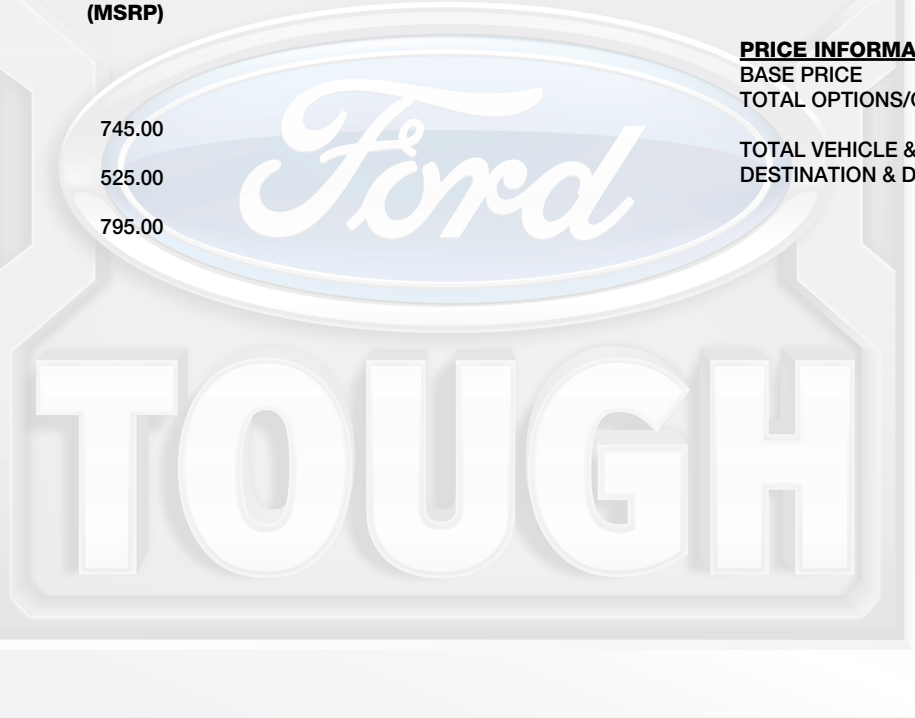 (MSRP)
PRICE INFORMA
BASE PRICE
TOTAL OPTIONS/
745.00
TOTAL VEHICLE &
525.00
DESTINATION & D
795.00
Ford
TOUGH